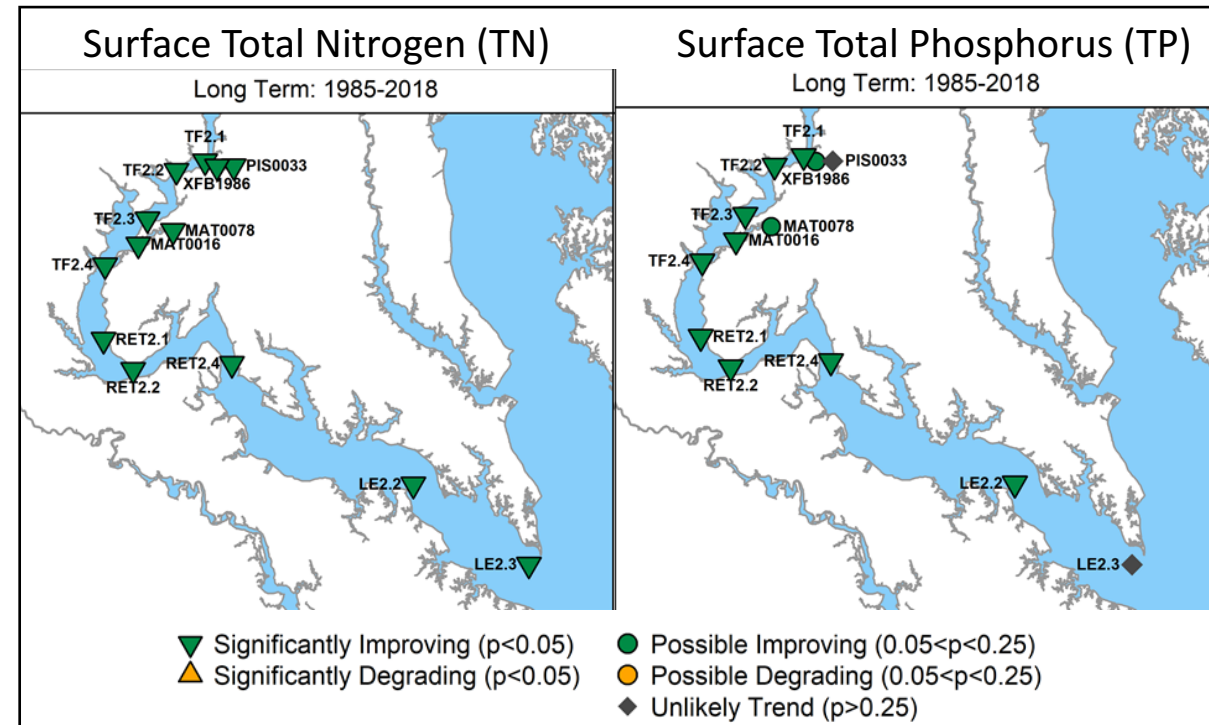 Surface Total Nitrogen (TN)
Long Term: 1985-2018
TF2.1
TF2.2
PIS0033
XFB1986
TF2.3
MAT0078
MAT0016
TF2.4
RET2.1
RET2.4
RET2.2
LE2.2
LE2.3
Surface Total Phosphorus (TP)
Long Term: 1985-2018
TF2.1
TF2.2
PIS0033
XFB1986
TF2.3
MAT0078
MAT0016
TF2.4
RET2.1
RET2.4
RET2.2
LE2.2
LE2.3
Significantly Improving (p<0.05)
Significantly Degrading (p<0.05)
Possible Improving (0.05<p<0.25)
Possible Degrading (0.05<p<0.25)
Unlikely Trend (p>0.25)